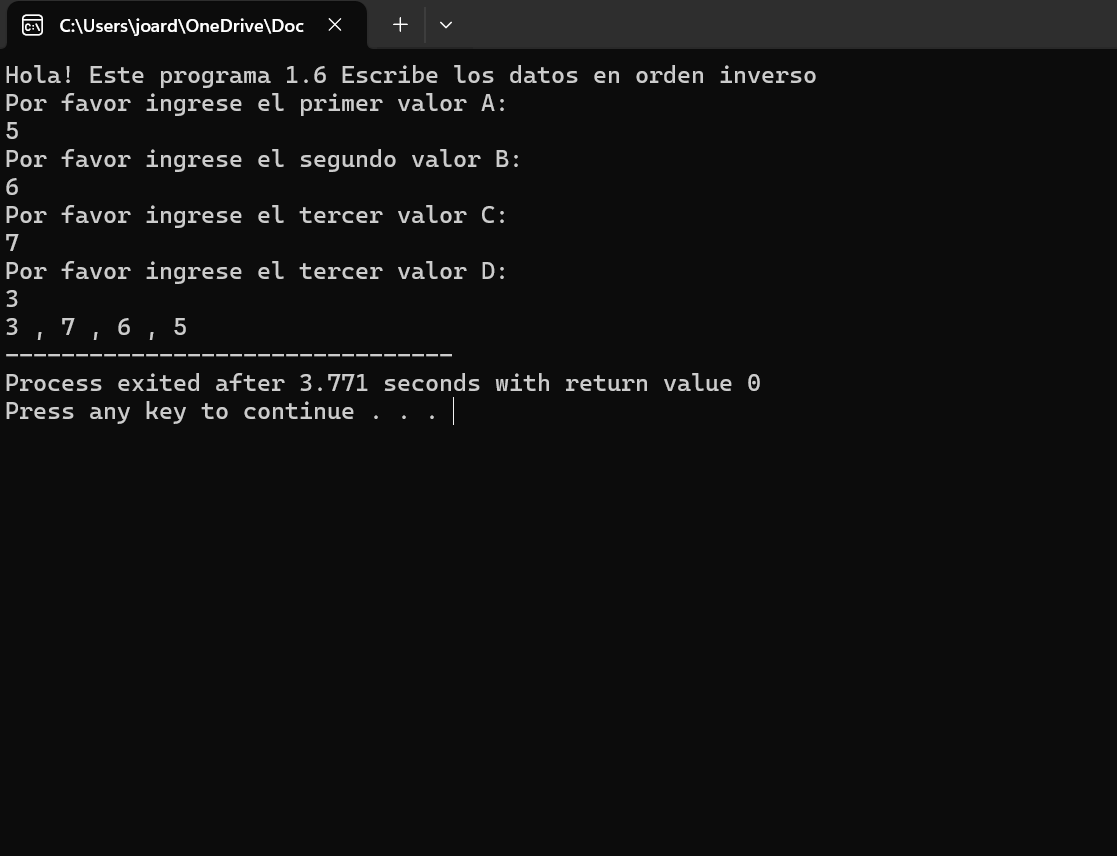 C:\Users\joard\OneDrive\Doc
Hola! Este programa 1.6 Escribe los datos en orden inverso
Por favor ingrese el primer valor A:
5
Por favor ingrese el segundo valor B:
6
Por favor ingrese el tercer valor C:
7
Por favor ingrese el tercer valor D:
3
3 , 7 , 6 , 5
--------------------------------
Process exited after 3.771 seconds with return value 0
Press any key to continue . . .